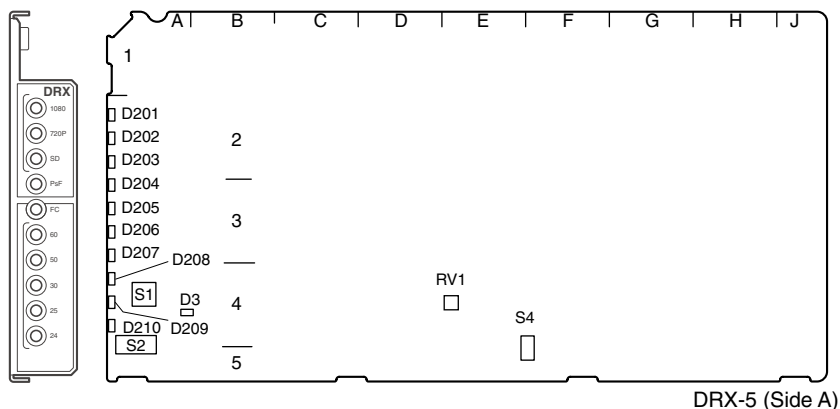 A B C D E F G H J
1
DRX
1080
720P
SD
PsF
FC
60
50
30
25
24
D201
D202
2
D203
D204
D205
3
D206
D207
D208
RV1
S1
D3
4
S4
D210
D209
S2
5
DRX-5 (Side A)